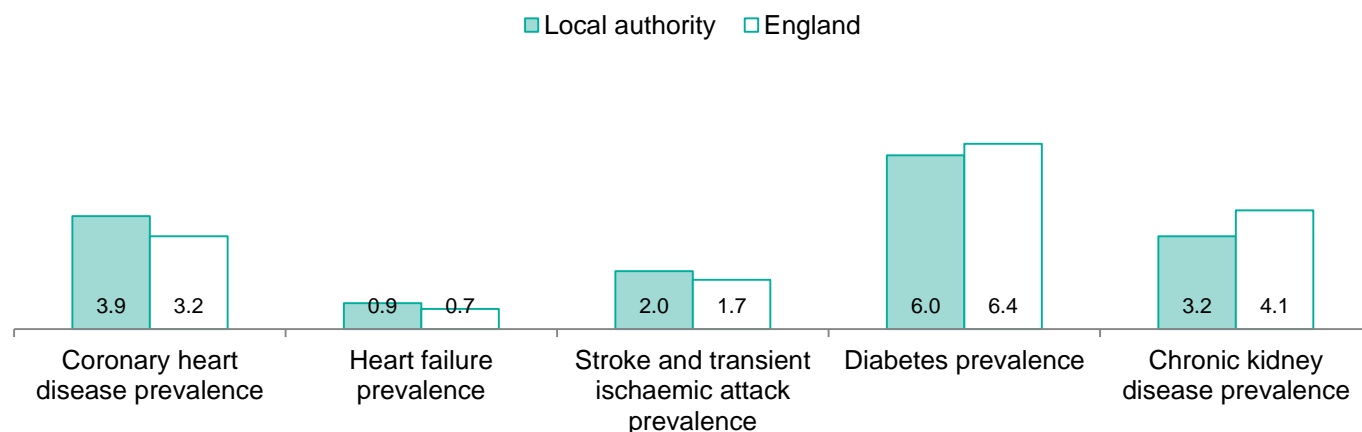 Local authority England
3.9 3.2 0.9 0.7 2.0 1.7 6.0 6.4 3.2 4.1
Coronary heart
disease prevalence
Heart failure
prevalence
Stroke and transient
ischaemic attack
prevalence
Diabetes prevalence
Chronic kidney
disease prevalence